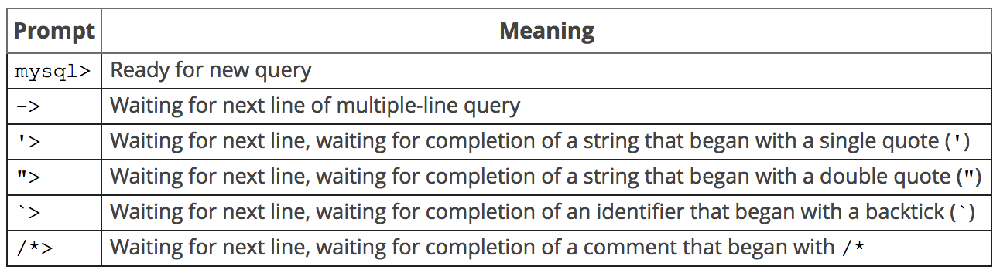 Prompt Meaning
mysql> Ready for new query
-> Waiting for next line of multiple-line query
'> Waiting for next line, waiting for completion of a string that began with a single quote (')
"> Waiting for next line, waiting for completion of a string that began with a double quote (")
`> Waiting for next line, waiting for completion of an identifier that began with a backtick (`)
/*> Waiting for next line, waiting for completion of a comment that began with /*